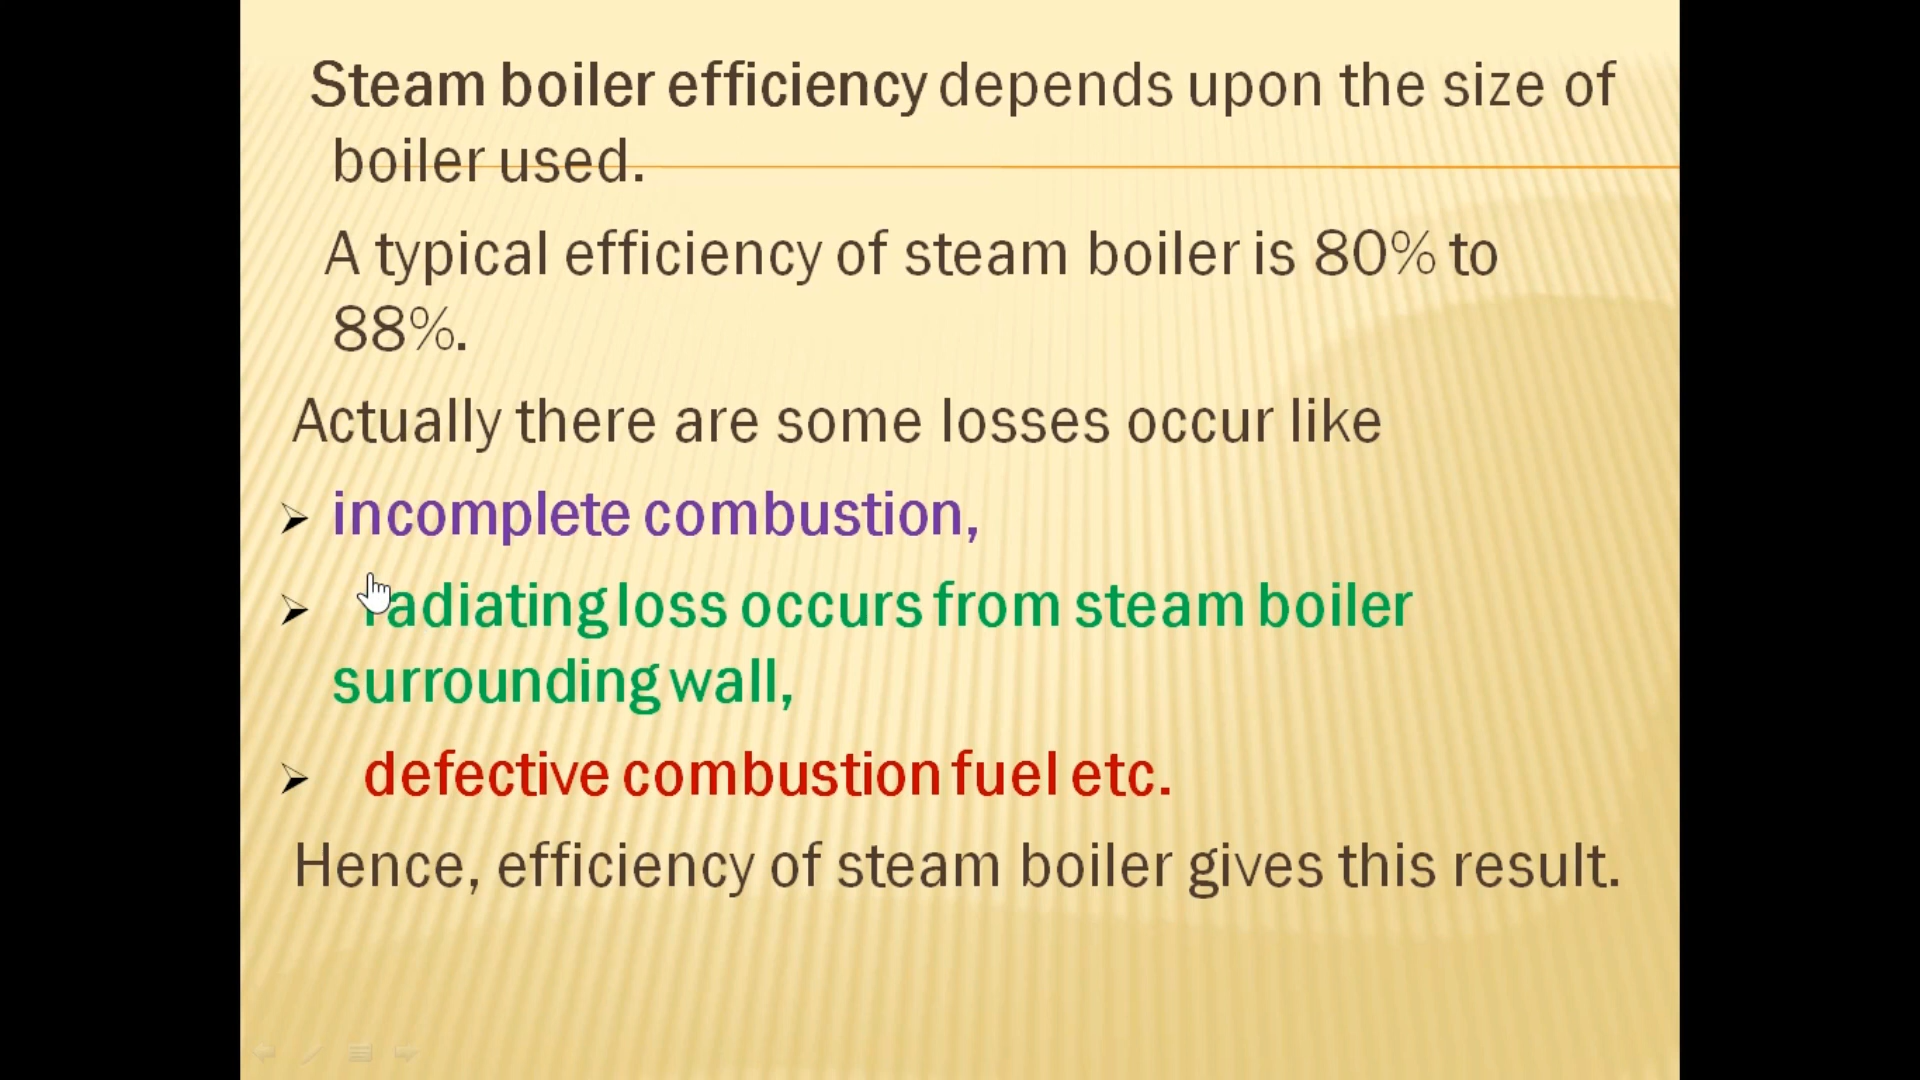 Steam boiler efficiency depends upon the size of
boiler used.
A typical efficiency of steam boiler is 80% to
88%.
Actually there are some losses occur like
➢ incomplete combustion,
➢ radiating loss occurs from steam boiler
surrounding wall,
➢ defective combustion fuel etc.
Hence, efficiency of steam boiler gives this result.